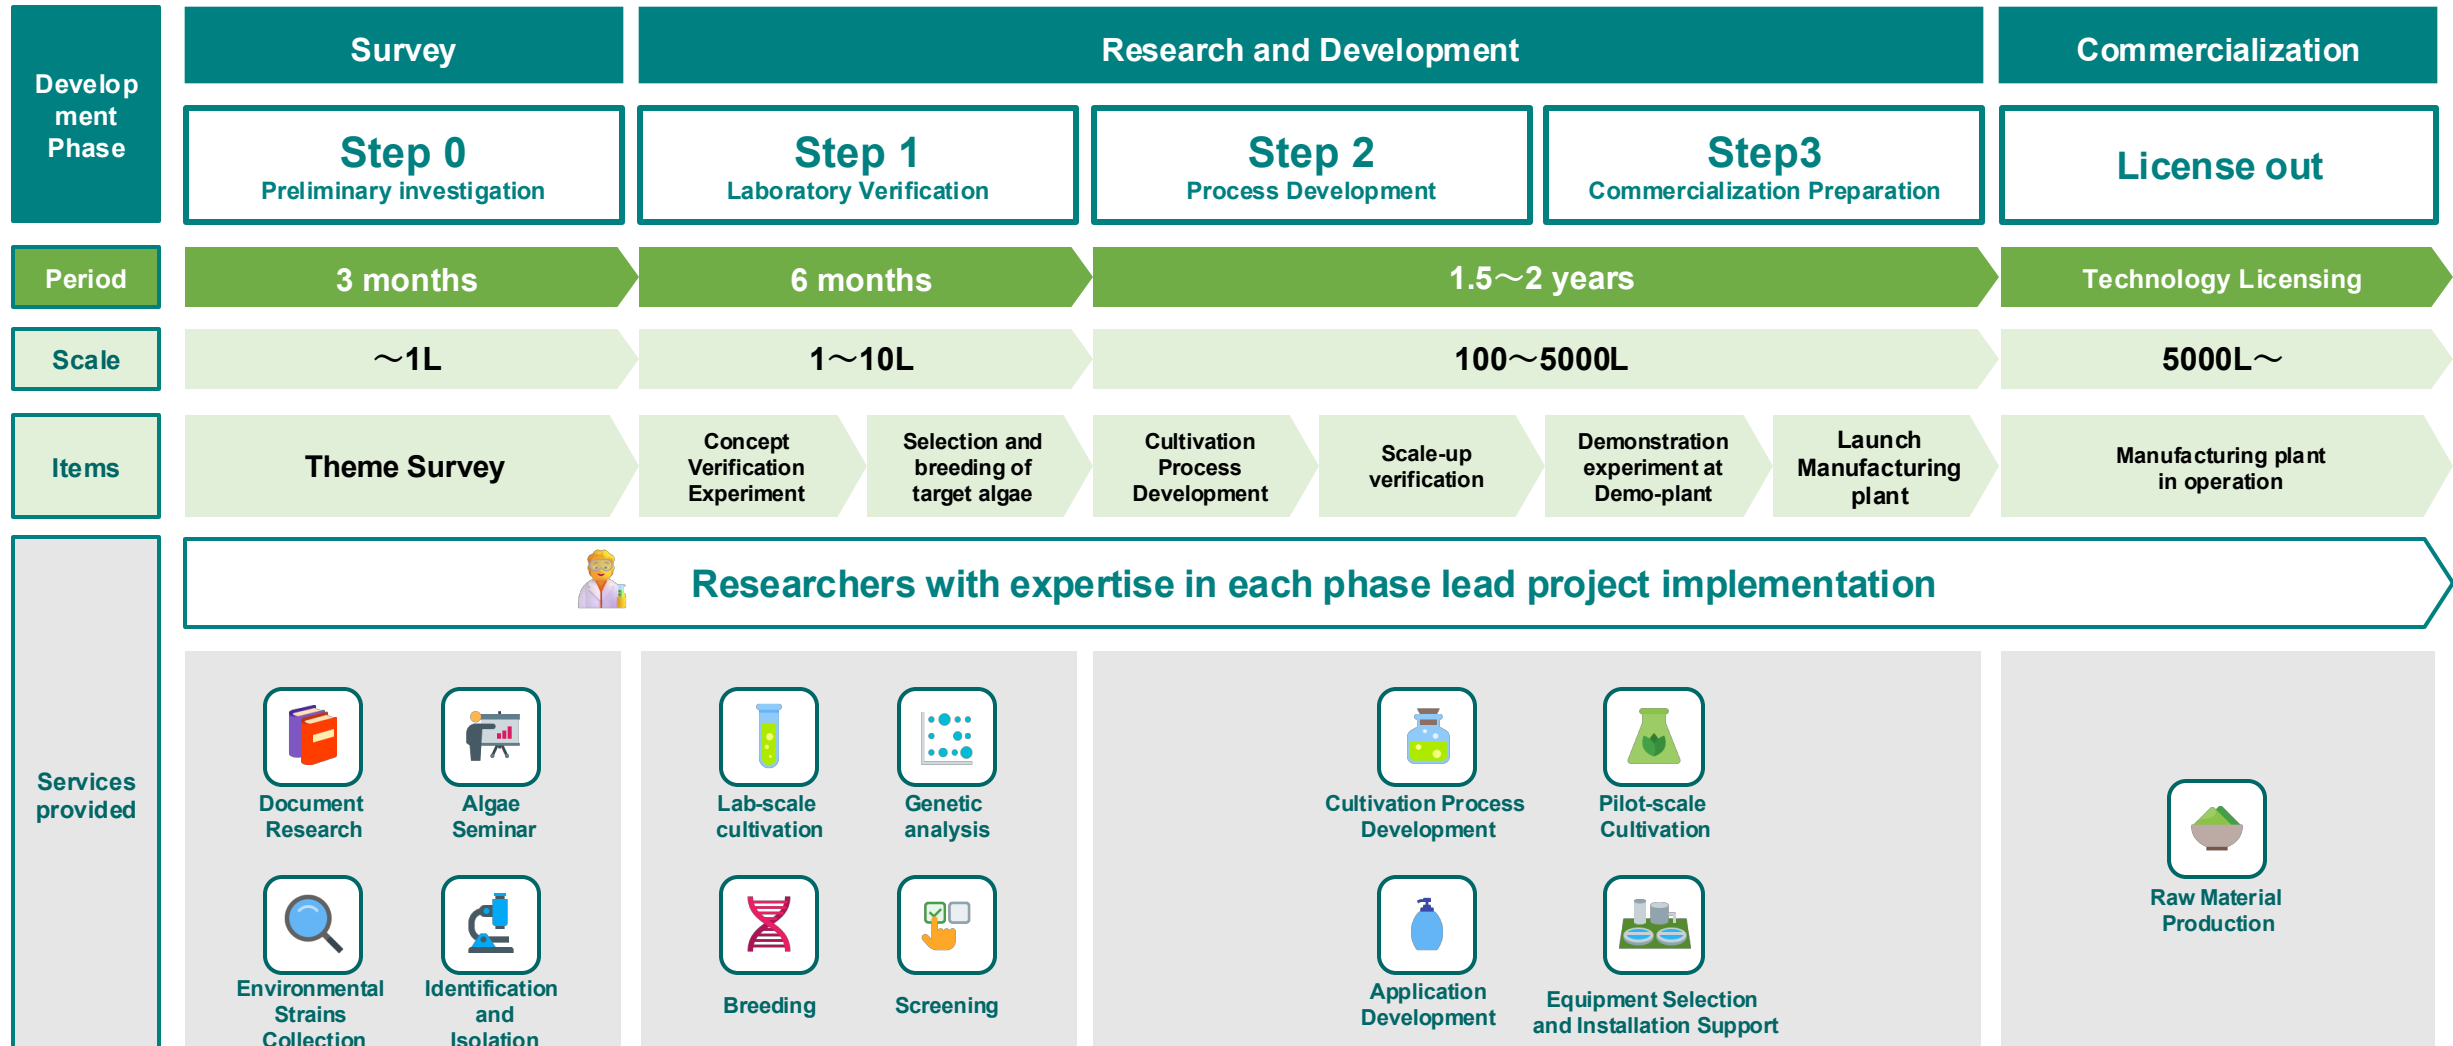 Develop
ment
Phase
Survey
Research and Development
Commercialization
Step 0
Preliminary investigation
Step 1
Laboratory Verification
Step 2
Process Development
Step3
Commercialization Preparation
License out
Period
3 months
6 months
1.5～2 years
Technology Licensing
Scale
～1L
1～10L
100～5000L
5000L～
Items
Theme Survey
Concept
Verification
Experiment
Selection and
breeding of
target algae
Cultivation
Process
Development
Scale-up
verification
Demonstration
experiment at
Demo-plant
Launch
Manufacturing
plant
Manufacturing plant
in operation
Services
provided
Researchers with expertise in each phase lead project implementation
Document
Research
Algae
Seminar
Environmental
Strains
Collection
Identification
and
Isolation
Lab-scale
cultivation
Genetic
analysis
Breeding
Screening
Cultivation Process
Development
Pilot-scale
Cultivation
Application
Development
Equipment Selection
and Installation Support
Raw Material
Production